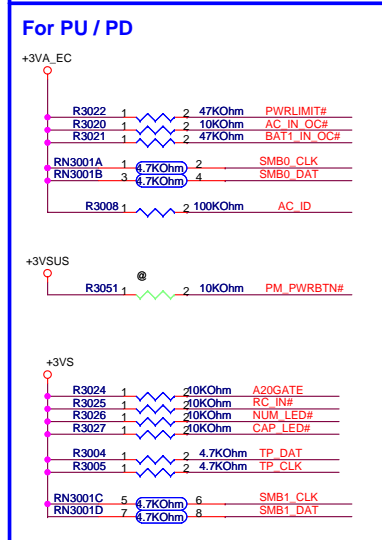 For PU / PD
+3VA_EC
R3022 1 2 47KOhm PWRLIMIT#
R3020 1 2 10KOhm AC_IN_OC#
R3021 1 2 47KOhm BAT1_IN_OC#
RN3001A 1 4.7KOhm 2 SMB0_CLK
RN3001B 3 4.7KOhm 4 SMB0_DAT
R3008 1 2 100KOhm AC_ID
+3VSUS
@
R3051 1 2 10KOhm PM_PWRBTN#
+3VS
R3024 1 2 10KOhm A20GATE
R3025 1 2 10KOhm RC_IN#
R3026 1 2 10KOhm NUM_LED#
R3027 1 2 10KOhm CAP_LED#
R3004 1 2 4.7KOhm TP_DAT
R3005 1 2 4.7KOhm TP_CLK
RN3001C 5 4.7KOhm 6 SMB1_CLK
RN3001D 7 4.7KOhm 8 SMB1_DAT